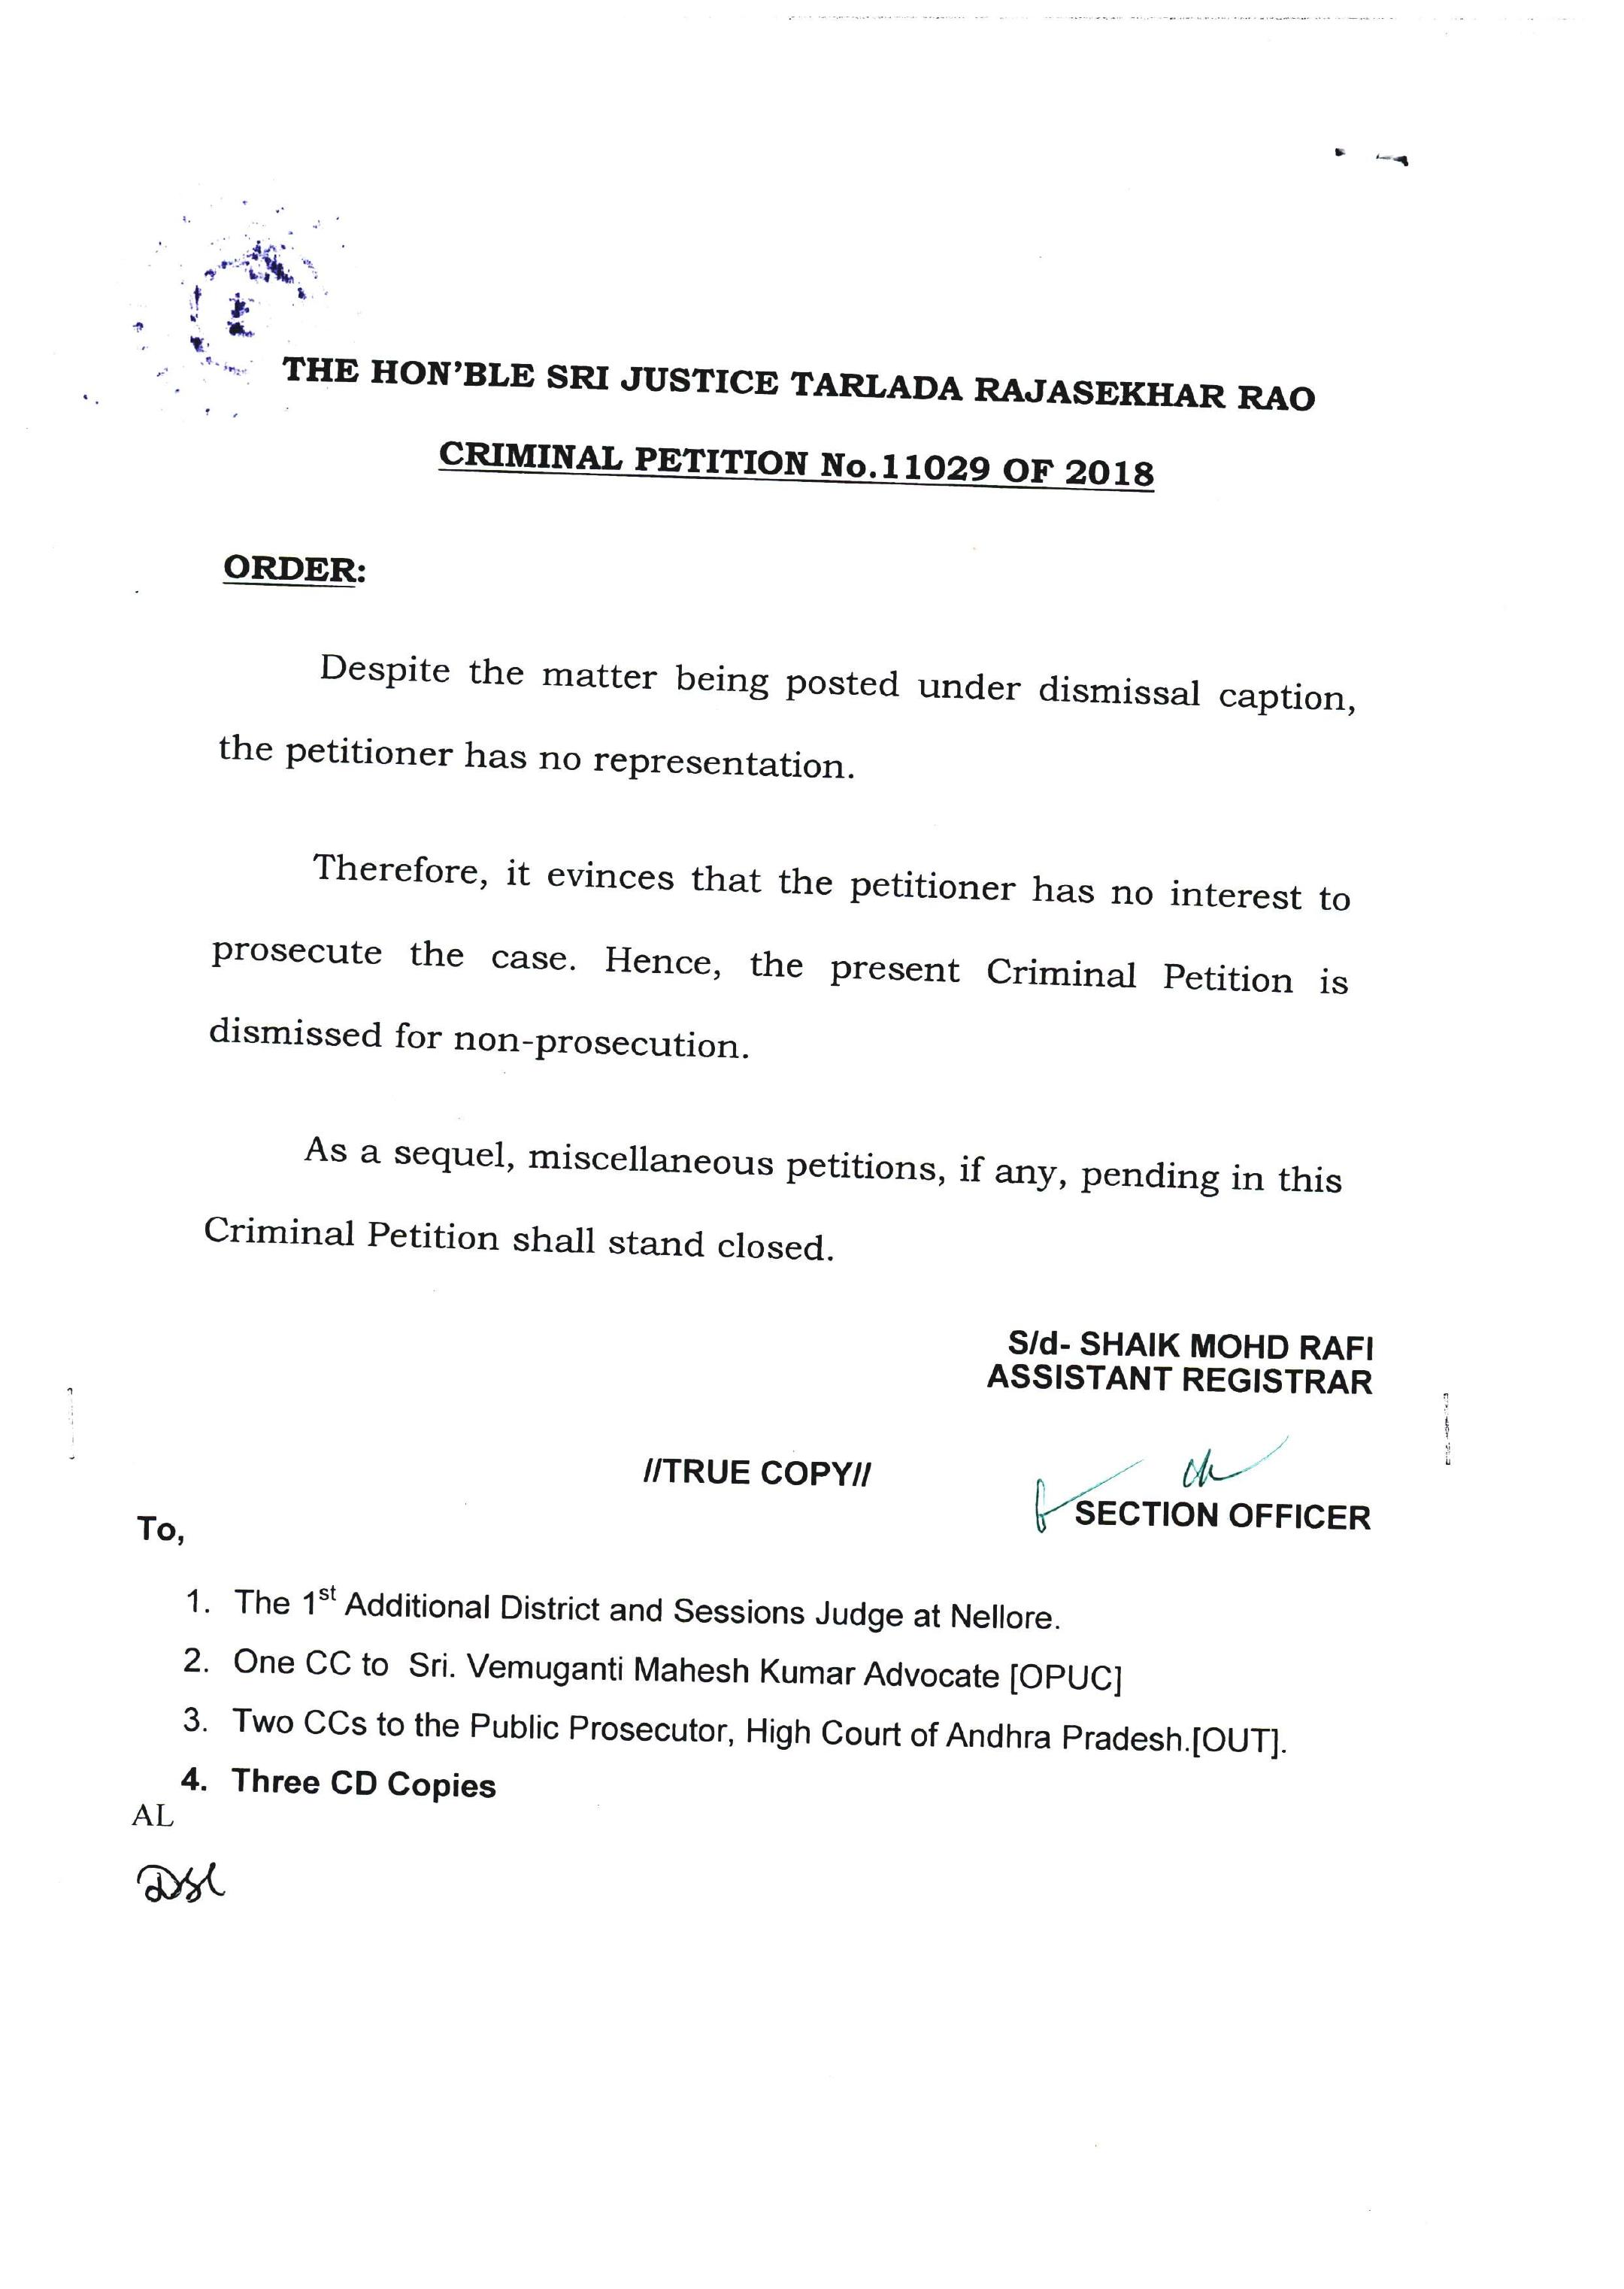 THE HON'BLE SRI JUSTICE TARLADA RAJASEKHAR RAO
CRIMINAL PETITION No.11029 OF 2018
ORDER:
Despite the matter being posted under dismissal caption,
the petitioner has no representation.
Therefore, it evinces that the petitioner has no interest to
prosecute the case. Hence, the present Criminal Petition is
dismissed for non-prosecution.
As a sequel, miscellaneous petitions, if any, pending in this
Criminal Petition shall stand closed.
S/d- SHAIK MOHD RAFI
ASSISTANT REGISTRAR
//TRUE COPY//
SECTION OFFICER
To,
1. The 1st Additional District and Sessions Judge at Nellore.
2. One CC to Sri. Vemuganti Mahesh Kumar Advocate [OPUC]
3. Two CCs to the Public Prosecutor, High Court of Andhra Pradesh.[OUT].
4. Three CD Copies
AL